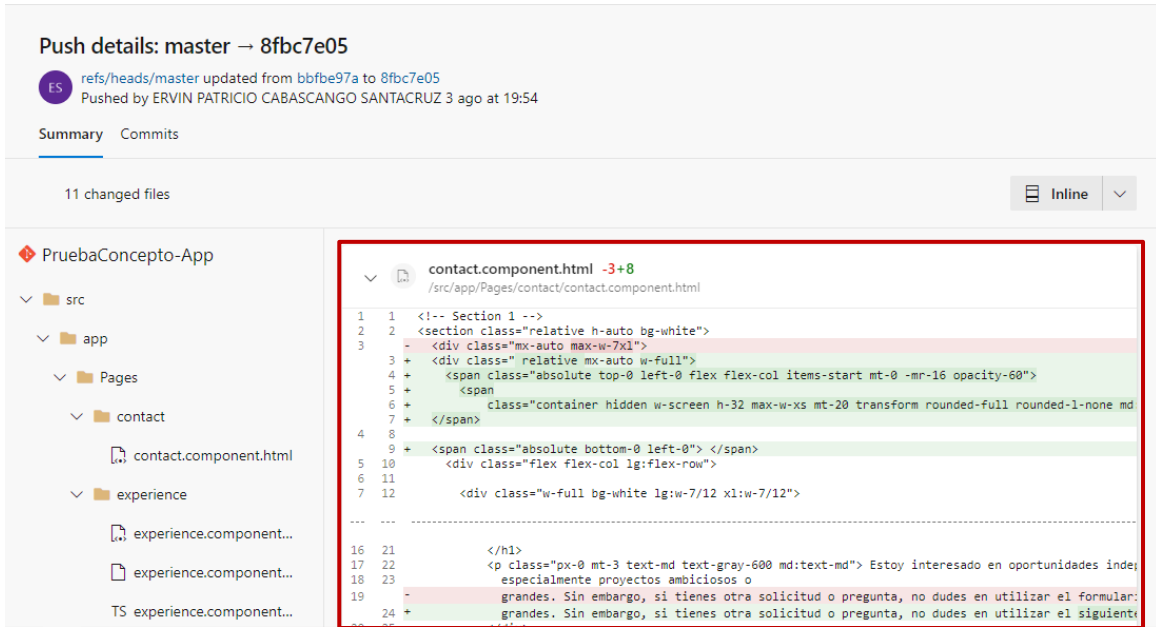 Push details: master → 8fbc7e05
ES
refs/heads/master updated from bbfbe97a to 8fbc7e05
Pushed by ERVIN PATRICIO CABASCANGO SANTACRUZ 3 ago at 19:54
Summary Commits
11 changed files
Inline
PruebaConcepto-App
src
app
Pages
contact
contact.component.html
experience
experience.component...
experience.component...
TS experience.component...
contact.component.html -3+8
/src/app/Pages/contact/contact.component.html
1 1 <!-- Section 1 -->
2 2 <section class="relative h-auto bg-white">
3 - <div class="mx-auto max-w-7xl">
3 + <div class=" relative mx-auto w-full">
4 + <span class="absolute top-0 left-0 flex flex-col items-start mt-0 -mr-16 opacity-60">
5 + <span
6 + class="container hidden w-screen h-32 max-w-xs mt-20 transform rounded-full rounded-l-none md
7 + </span>
4 8
9 + <span class="absolute bottom-0 left-0"> </span>
5 10 <div class="flex flex-col lg:flex-row">
6 11
7 12 <div class="w-full bg-white lg:w-7/12 xl:w-7/12">
--- ---
16 21 </h1>
17 22 <p class="px-0 mt-3 text-md text-gray-600 md:text-md"> Estoy interesado en oportunidades
18 23 especialmente proyectos ambiciosos o
19 - grandes. Sin embargo, si tienes otra solicitud o pregunta, no dudes en utilizar el
24 + grandes. Sin embargo, si tienes otra solicitud o pregunta, no dudes en utilizar el siguiente